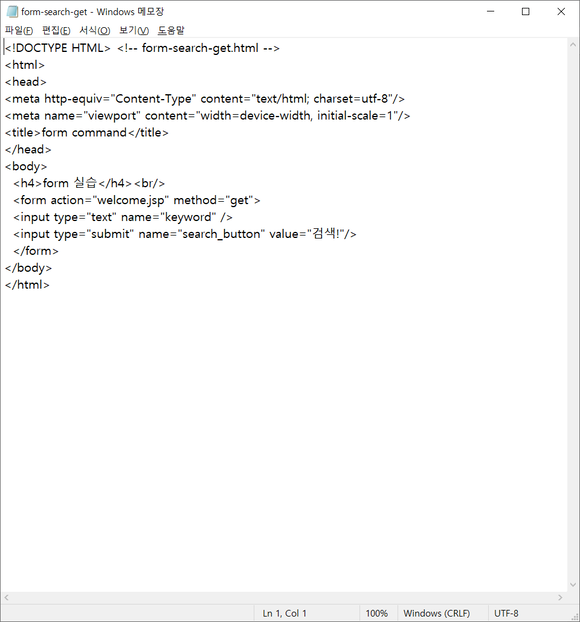 form-search-get - Windows 메모장
파일(F) 편집(E) 서식(O) 보기(V) 도움말
<!DOCTYPE HTML> <!-- form-search-get.html -->
<html>
<head>
<meta http-equiv="Content-Type" content="text/html; charset=utf-8"/>
<meta name="viewport" content="width=device-width, initial-scale=1"/>
<title>form command</title>
</head>
<body>
<h4>form 실습</h4><br/>
<form action="welcome.jsp" method="get">
<input type="text" name="keyword" />
<input type="submit" name="search_button" value="검색!"/>
</form>
</body>
</html>
Ln 1, Col 1 100% Windows (CRLF) UTF-8